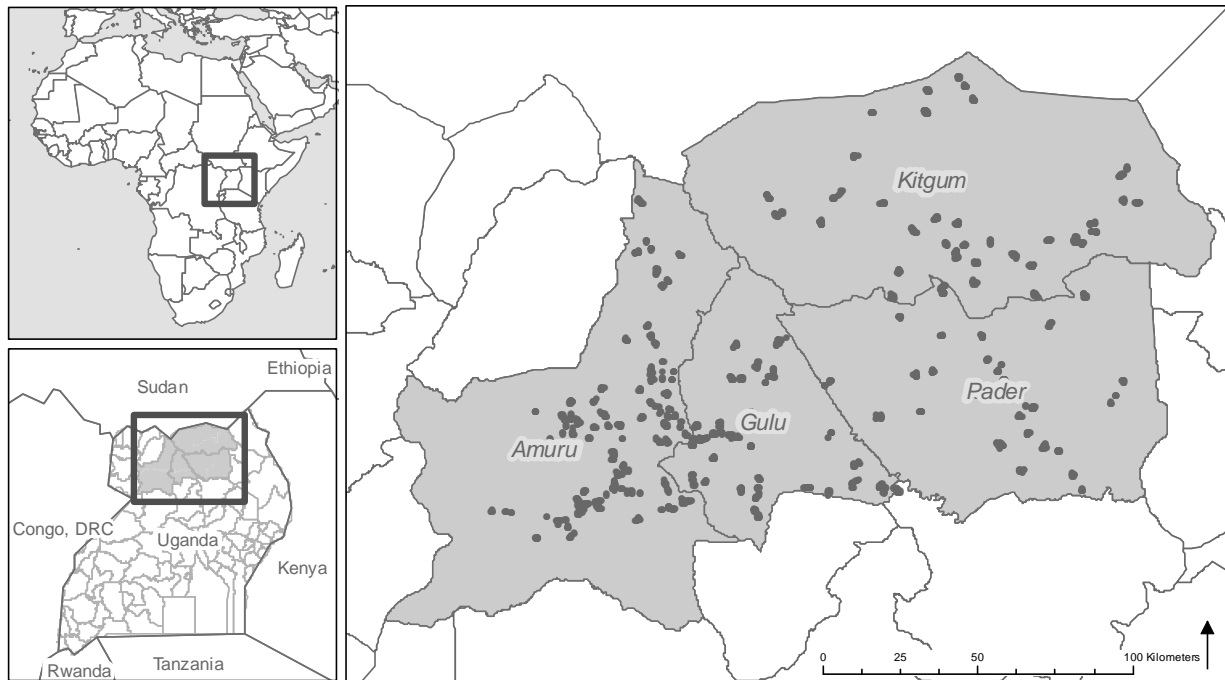 Ethiopia
Sudan
Congo, DRC
Uganda
Kenya
Rwanda
Tanzania
Kitgum
Pader
Gulu
Amuru
0 25 50 100 Kilometers